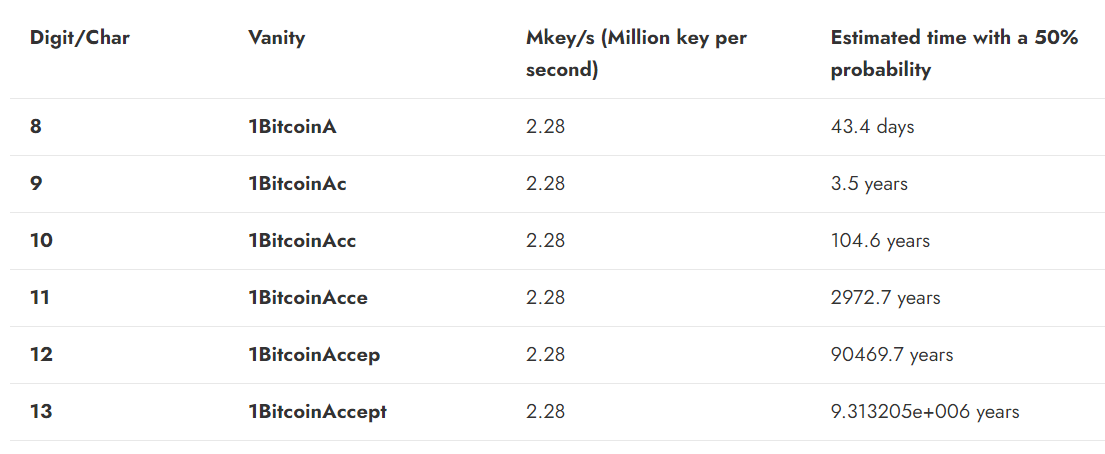 Digit/Char Vanity Mkey/s (Million key per second) Estimated time with a 50% probability
8 1BitcoinA 2.28 43.4 days
9 1BitcoinAc 2.28 3.5 years
10 1BitcoinAcc 2.28 104.6 years
11 1BitcoinAcce 2.28 2972.7 years
12 1BitcoinAccep 2.28 90469.7 years
13 1BitcoinAccept 2.28 9.313205e+006 years